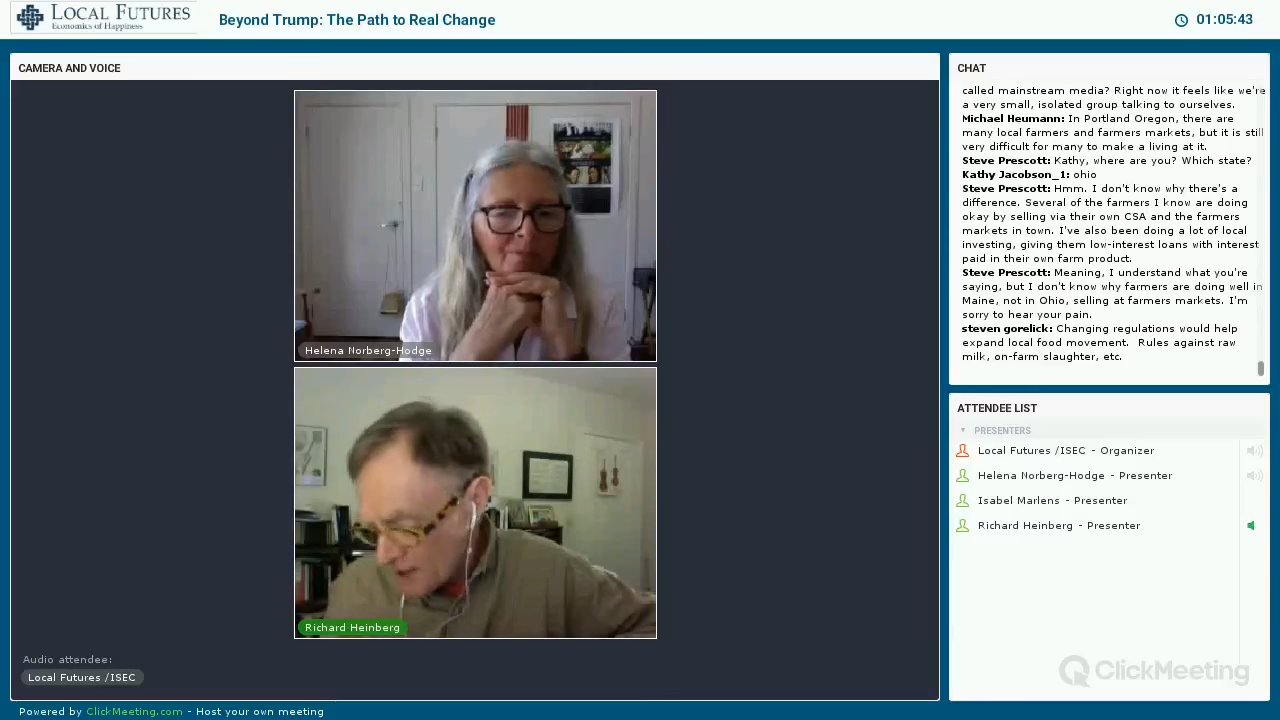 LOCAL FUTURES
Economics of Happiness
Beyond Trump: The Path to Real Change
01:05:43
CAMERA AND VOICE
Helena Norberg-Hodge
Richard Heinberg
Audio attendee:
Local Futures /ISEC
CHAT
called mainstream media? Right now it feels like we're
a very small, isolated group talking to ourselves.
Michael Heumann: In Portland Oregon, there are
many local farmers and farmers markets, but it is still
very difficult for many to make a living at it.
Steve Prescott: Kathy, where are you? Which state?
Kathy Jacobson_1: ohio
Steve Prescott: Hmm. I don't know why there's a
difference. Several of the farmers I know are doing
okay by selling via their own CSA and the farmers
markets in town. I've also been doing a lot of local
investing, giving them low-interest loans with interest
paid in their own farm product.
Steve Prescott: Meaning, I understand what you're
saying, but I don't know why farmers are doing well in
Maine, not in Ohio, selling at farmers markets. I'm
sorry to hear your pain.
steven gorelick: Changing regulations would help
expand local food movement. Rules against raw
milk, on-farm slaughter, etc.
ATTENDEE LIST
PRESENTERS
Local Futures /ISEC - Organizer
Helena Norberg-Hodge - Presenter
Isabel Marlens - Presenter
Richard Heinberg - Presenter
ClickMeeting
Powered by ClickMeeting.com - Host your own meeting